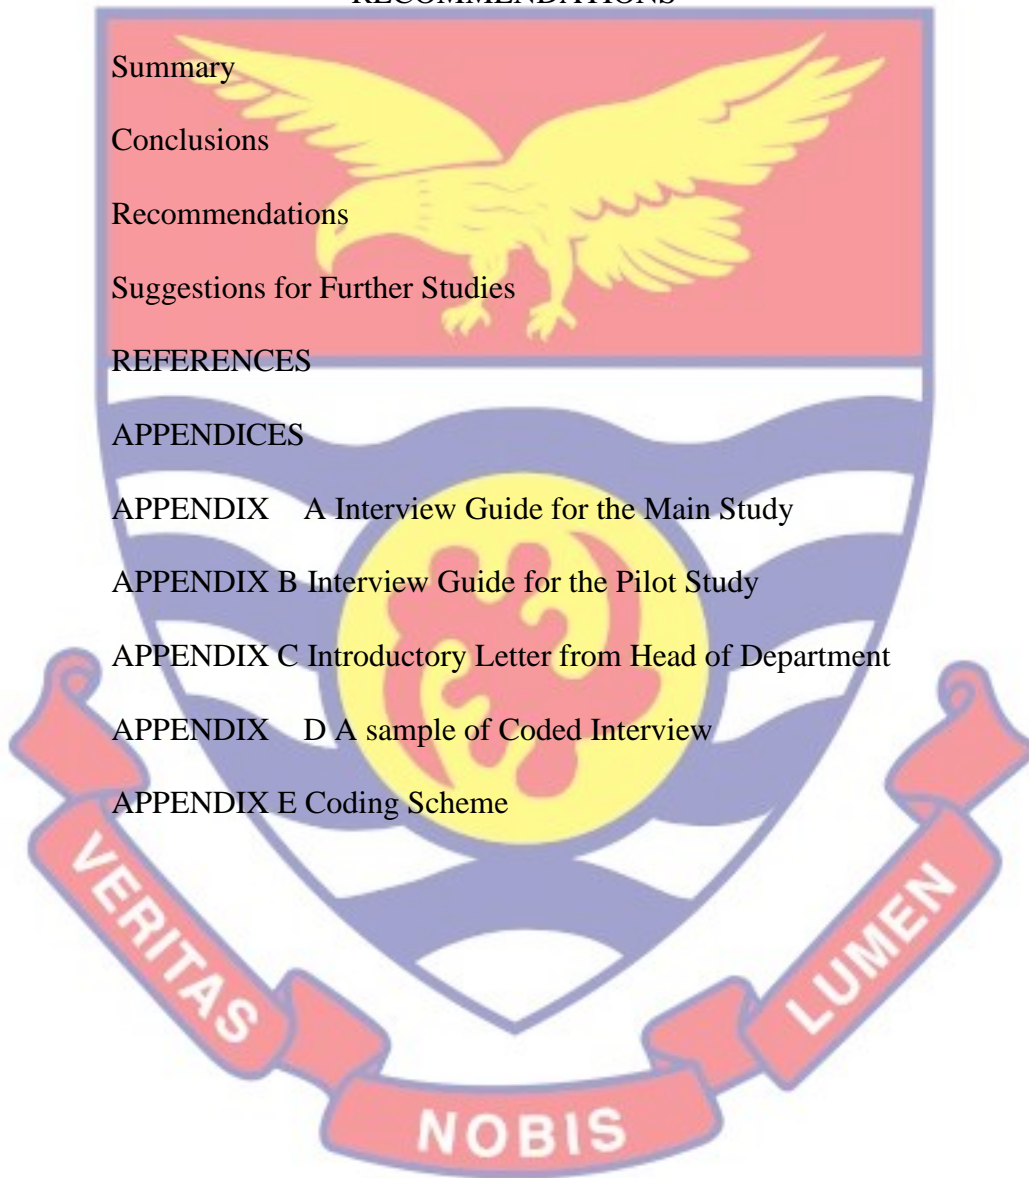 RECOMMENDATIONS
Summary
Conclusions
Recommendations
Suggestions for Further Studies
REFERENCES
APPENDICES
APPENDIX    A Interview Guide for the Main Study
APPENDIX B Interview Guide for the Pilot Study
APPENDIX C Introductory Letter from Head of Department
APPENDIX    D A sample of Coded Interview
APPENDIX E Coding Scheme
VERITAS
NOBIS
LUMEN